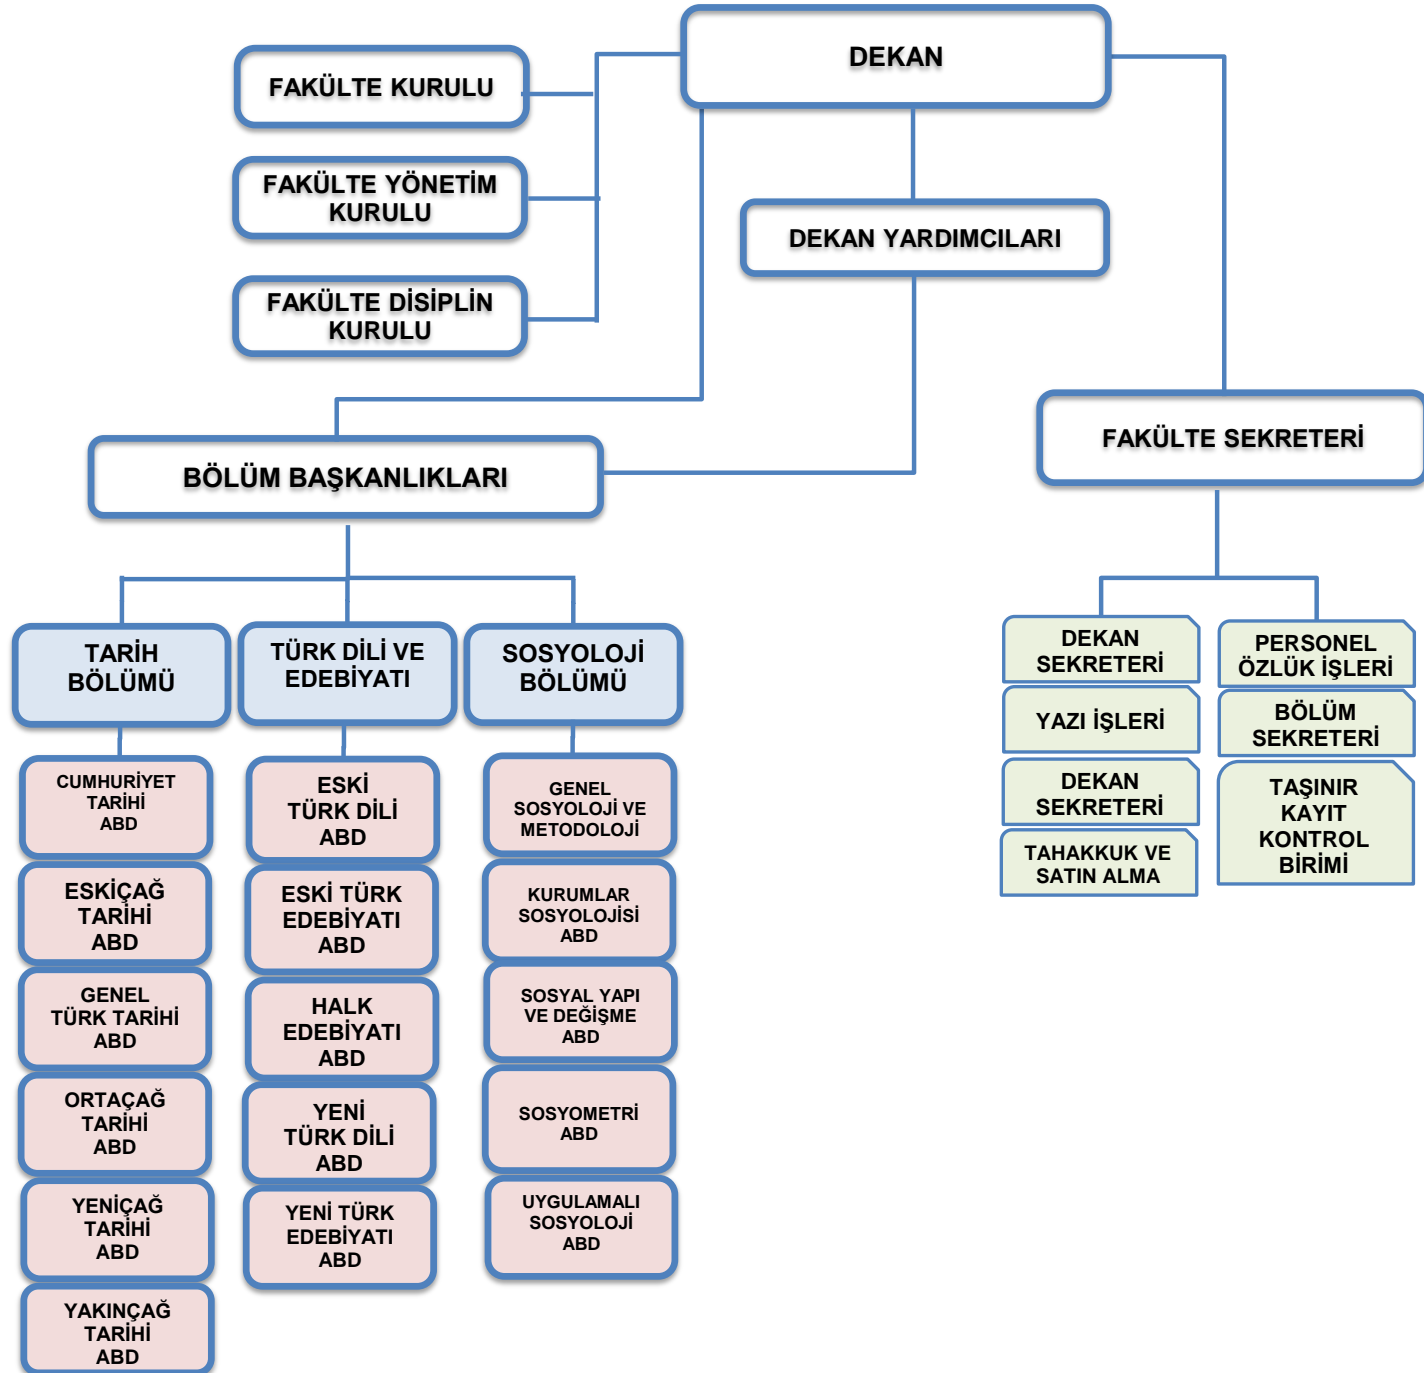 DEKAN
FAKÜLTE KURULU
FAKÜLTE YÖNETİM
KURULU
FAKÜLTE DİSİPLİN
KURULU
DEKAN YARDIMCILARI
FAKÜLTE SEKRETERİ
BÖLÜM BAŞKANLIKLARI
TARİH
BÖLÜMÜ
CUMHURİYET
TARİHİ
ABD
ESKİÇAĞ
TARİHİ
ABD
GENEL
TÜRK TARİHİ
ABD
ORTAÇAĞ
TARİHİ
ABD
YENİÇAĞ
TARİHİ
ABD
YAKINÇAĞ
TARİHİ
ABD
TÜRK DİLİ VE
EDEBİYATI
ESKİ
TÜRK DİLİ
ABD
ESKİ TÜRK
EDEBİYATI
ABD
HALK
EDEBİYATI
ABD
YENİ
TÜRK DİLİ
ABD
YENİ TÜRK
EDEBİYATI
ABD
SOSYOLOJİ
BÖLÜMÜ
GENEL
SOSYOLOJİ VE
METODOLOJİ
KURUMLAR
SOSYOLOJİSİ
ABD
SOSYAL YAPI
VE DEĞİŞME
ABD
SOSYOMETRİ
ABD
UYGULAMALI
SOSYOLOJİ
ABD
DEKAN
SEKRETERİ
YAZI İŞLERİ
DEKAN
SEKRETERİ
TAHAKKUK VE
SATIN ALMA
PERSONEL
ÖZLÜK İŞLERİ
BÖLÜM
SEKRETERİ
TAŞINIR
KAYIT
KONTROL
BİRİMİ